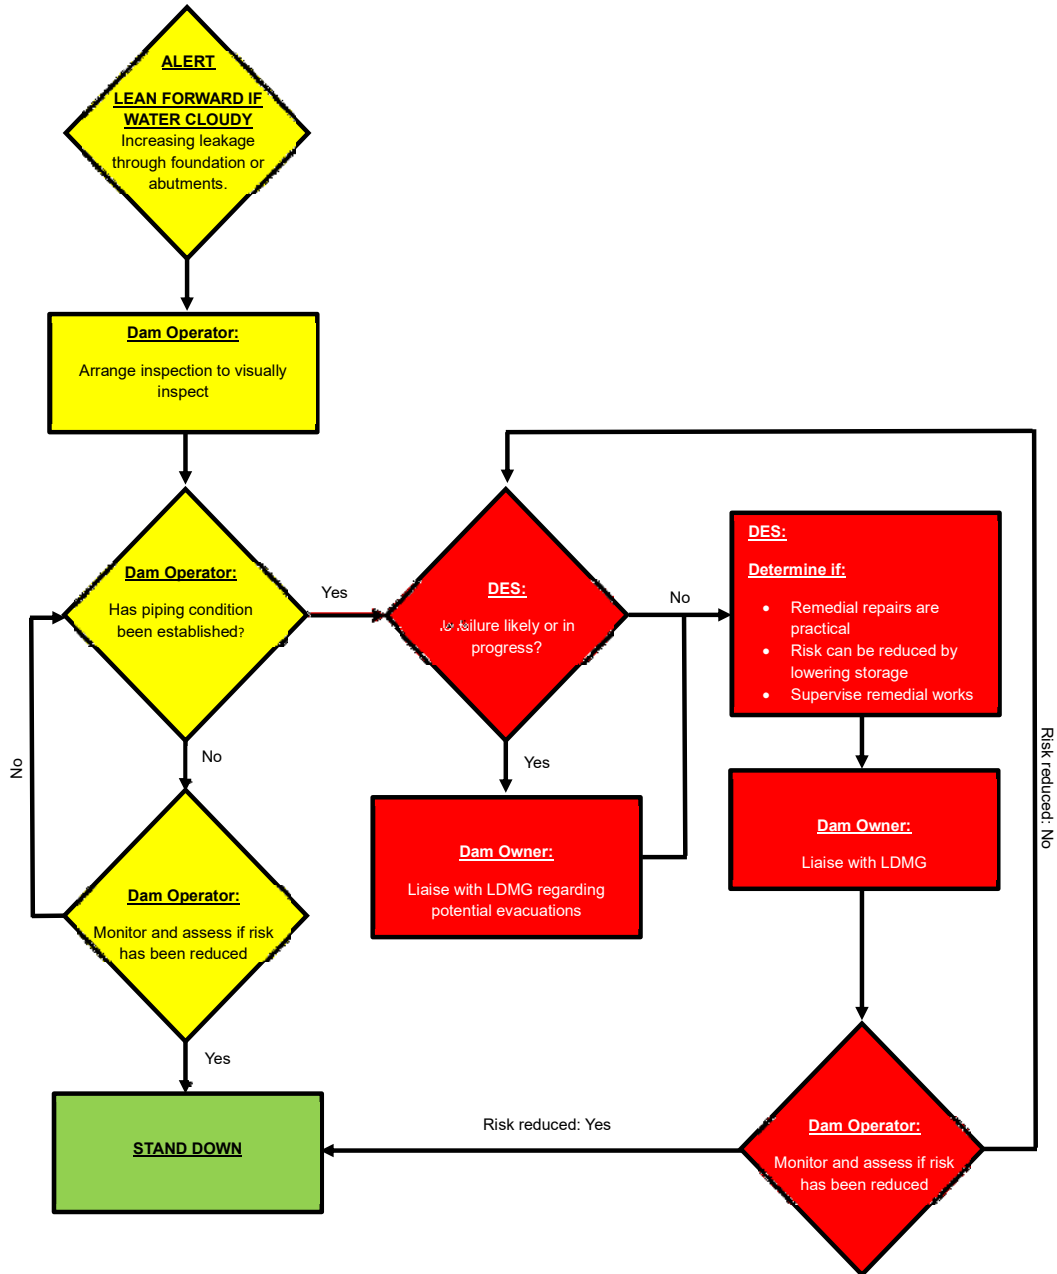 ALERT
LEAN FORWARD IF
WATER CLOUDY
Increasing leakage
through foundation or
abutments.
Dam Operator:
Arrange inspection to visually
inspect
Dam Operator:
Has piping condition
been established?
Yes
DES:
failure likely or in
progress?
No
DES:
Determine if:
• Remedial repairs are
practical
• Risk can be reduced by
lowering storage
• Supervise remedial works
No
No
Yes
Risk reduced: No
Dam Owner:
Liaise with LDMG regarding
potential evacuations
Dam Owner:
Liaise with LDMG
Dam Operator:
Monitor and assess if risk
has been reduced
Yes
STAND DOWN
Risk reduced: Yes
Dam Operator:
Monitor and assess if risk
has been reduced